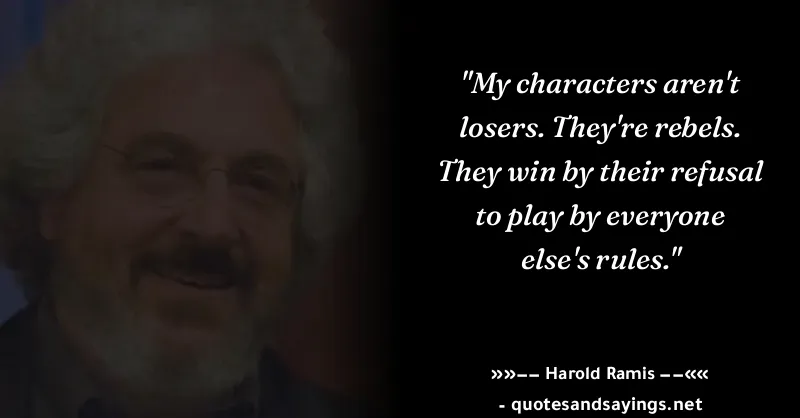 "My characters aren't
losers. They're rebels.
They win by their refusal
to play by everyone
else's rules."
»»–– Harold Ramis ––««
- quotesandsayings.net